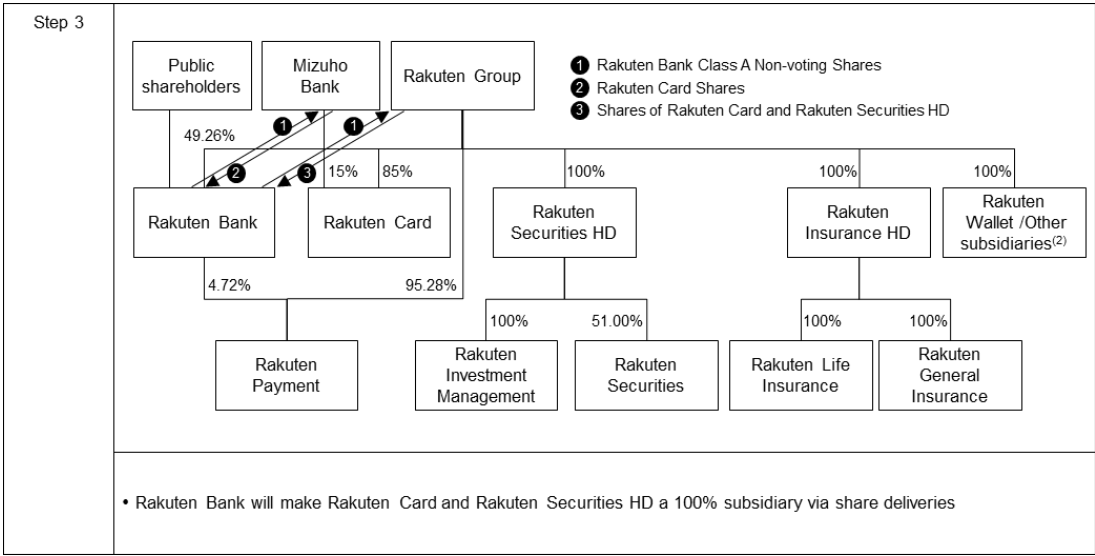 Step 3
Public
shareholders
Mizuho
Bank
Rakuten Group
1 Rakuten Bank Class A Non-voting Shares
2 Rakuten Card Shares
3 Shares of Rakuten Card and Rakuten Securities HD
1
1
49.26%
2
3
15%
85%
100%
100%
100%
Rakuten Bank
Rakuten Card
Rakuten
Securities HD
Rakuten
Insurance HD
Rakuten
Wallet /Other
subsidiaries(2)
4.72%
95.28%
100%
51.00%
100%
100%
Rakuten
Payment
Rakuten
Investment
Management
Rakuten
Securities
Rakuten Life
Insurance
Rakuten
General
Insurance
• Rakuten Bank will make Rakuten Card and Rakuten Securities HD a 100% subsidiary via share deliveries